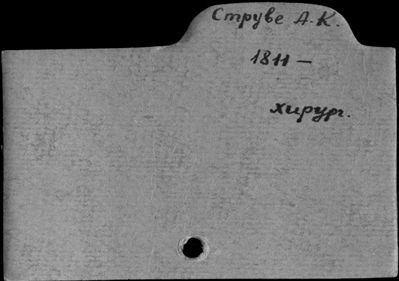 Струве А.К.
1811 —
хирург.